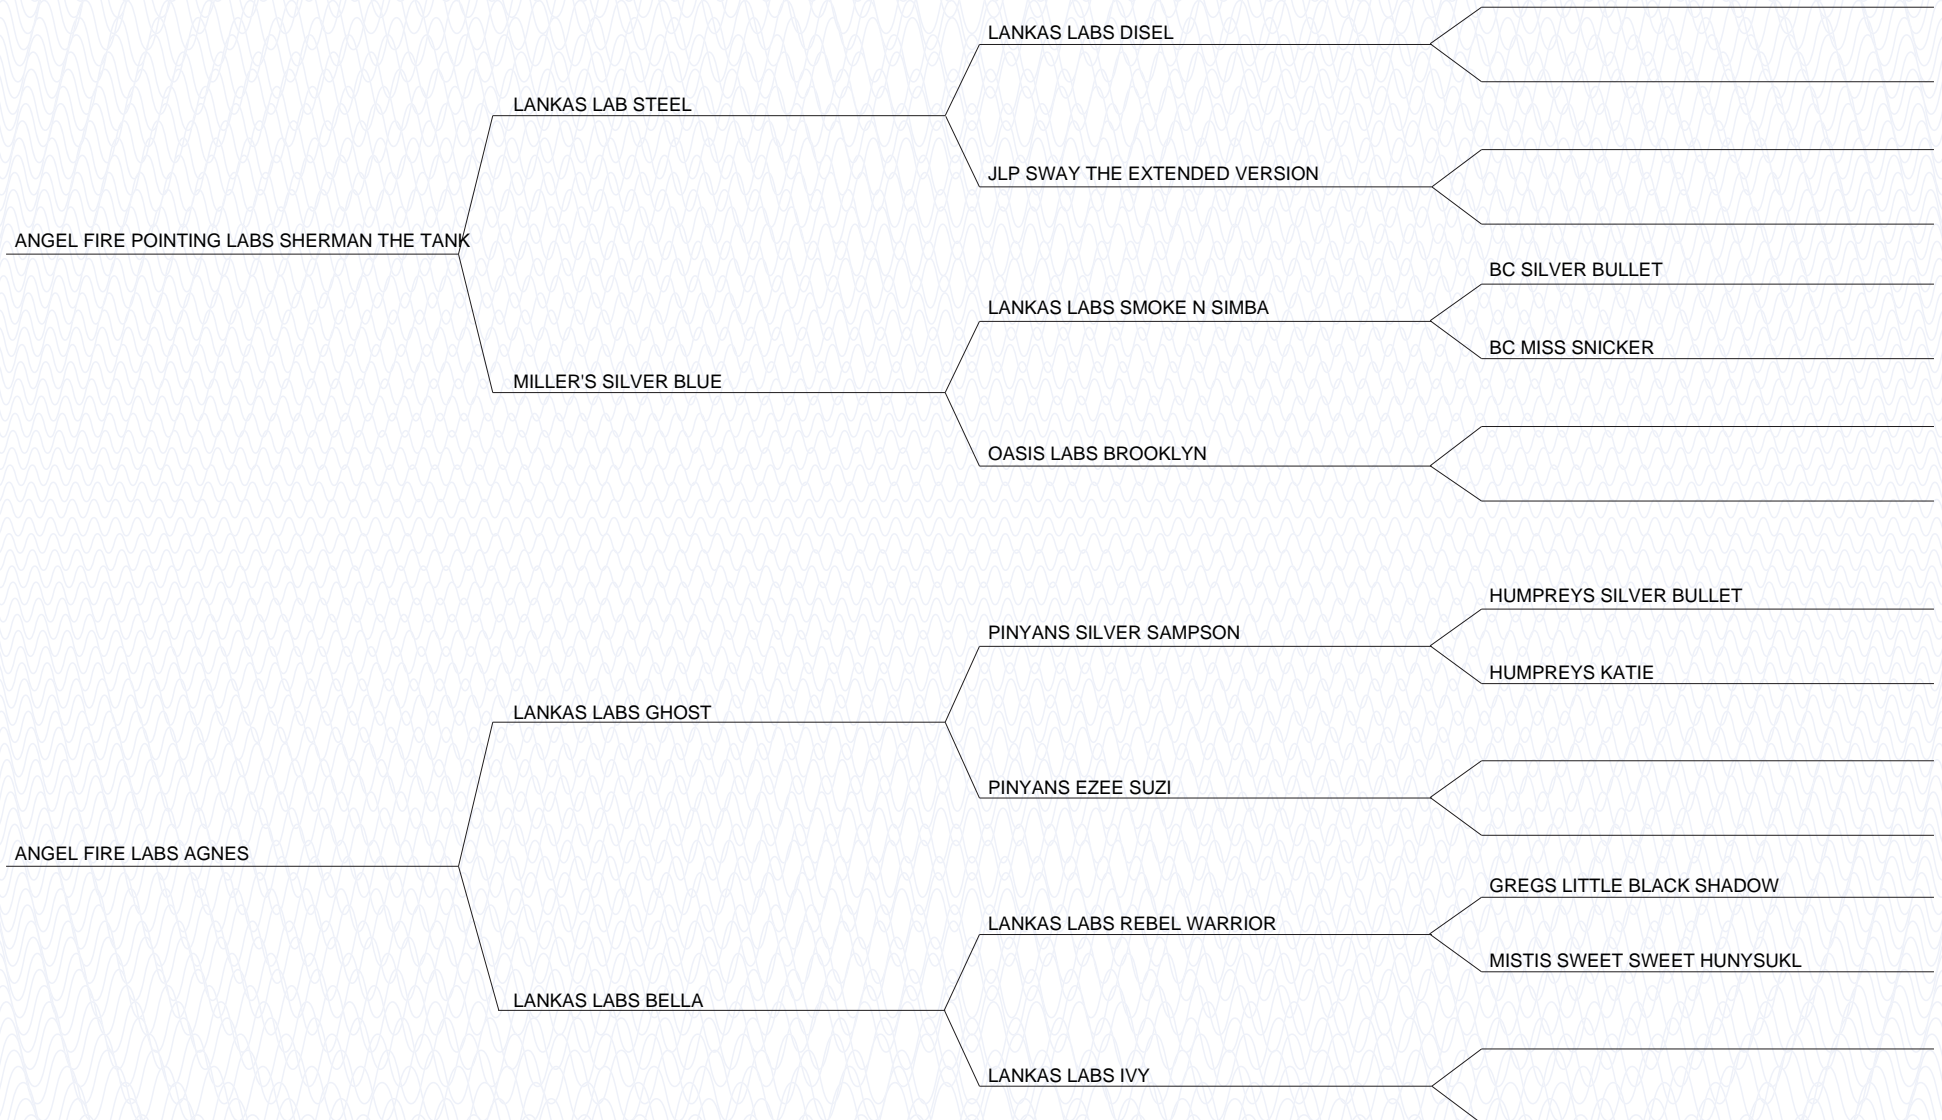 LANKAS LABS DISEL
LANKAS LAB STEEL
JLP SWAY THE EXTENDED VERSION
ANGEL FIRE POINTING LABS SHERMAN THE TANK
BC SILVER BULLET
LANKAS LABS SMOKE N SIMBA
BC MISS SNICKER
MILLER'S SILVER BLUE
OASIS LABS BROOKLYN
HUMPREYS SILVER BULLET
PINYANS SILVER SAMPSON
HUMPREYS KATIE
LANKAS LABS GHOST
PINYANS EZEE SUZI
ANGEL FIRE LABS AGNES
GREGS LITTLE BLACK SHADOW
LANKAS LABS REBEL WARRIOR
MISTIS SWEET SWEET HUNYSUKL
LANKAS LABS BELLA
LANKAS LABS IVY